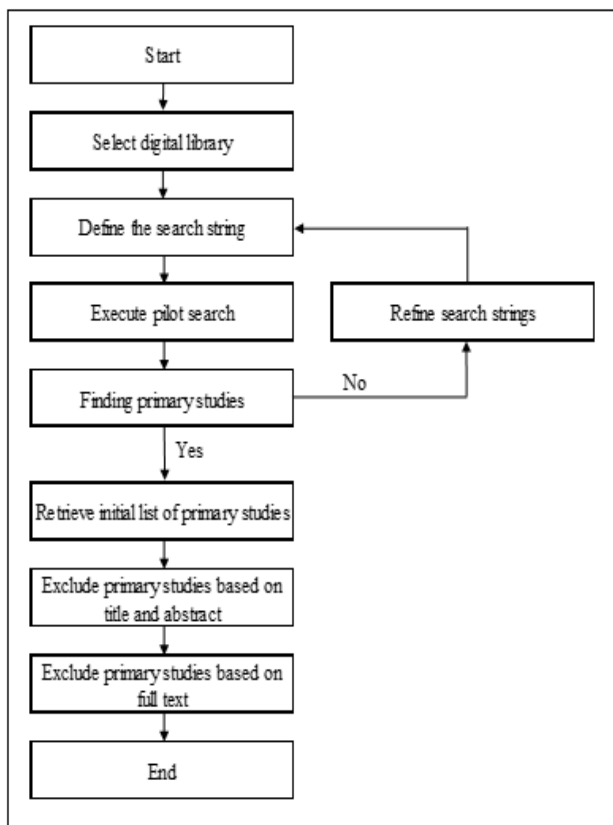 Start
Select digital library
Define the search string
Execute pilot search
Refine search strings
Finding primary studies
No
Yes
Retrieve initial list of primary studies
Exclude primary studies based on
title and abstract
Exclude primary studies based on
full text
End